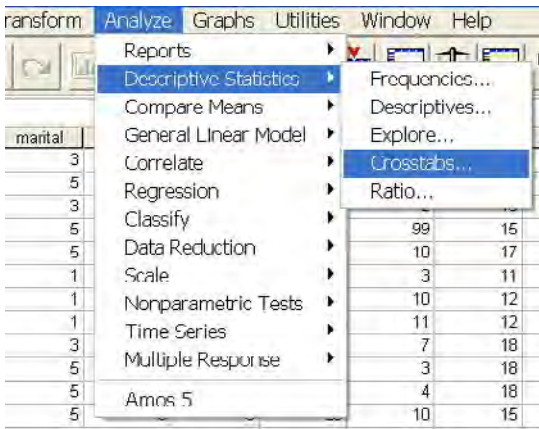 ransform Analyze Graphs Utilities Window Help
Reports
Descriptive Statistics Frequencies...
Compare Means Descriptives...
marital General Linear Model Explore...
3 Correlate Crosstabs...
5 Regression Ratio...
3
5 Classify 99 15
5 Data Reduction 10 17
1 Scale 3 11
1 Nonparametric Tests 10 12
1 Time Series 11 12
3 7 18
5 Multiple Response 3 18
5 Amos 5 4 18
5 10 15